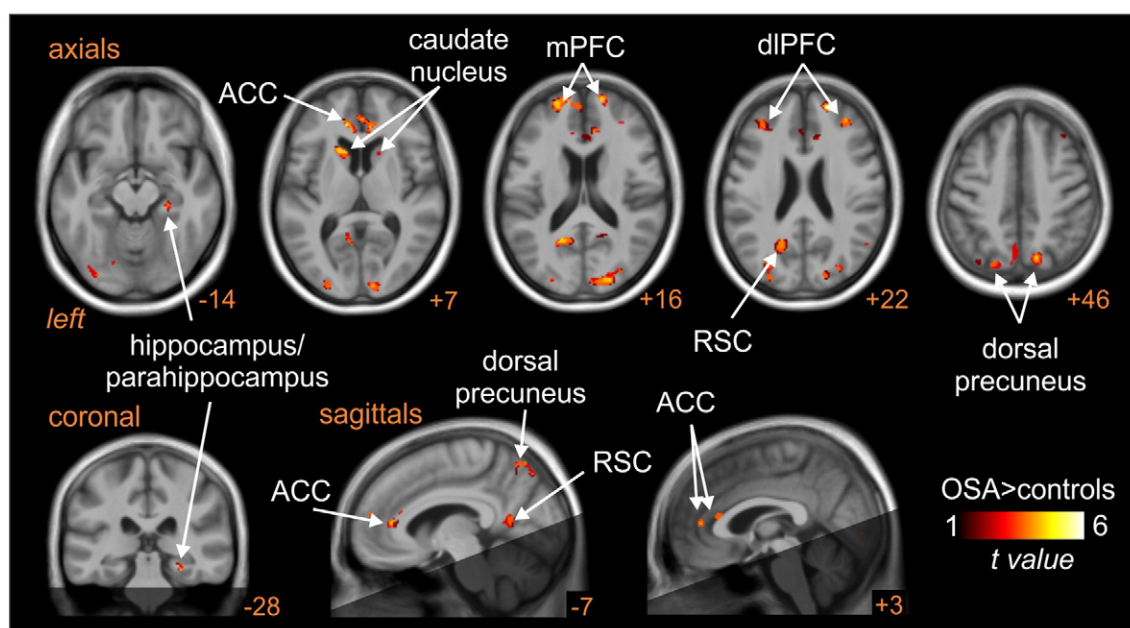 axials
ACC
caudate
nucleus
mPFC
dlPFC
-14
+7
+16
+22
+46
left
hippocampus/
parahippocampus
RSC
dorsal
precuneus
coronal
sagittals
dorsal
precuneus
ACC
RSC
ACC
OSA>controls
1 6
t value
-28
-7
+3